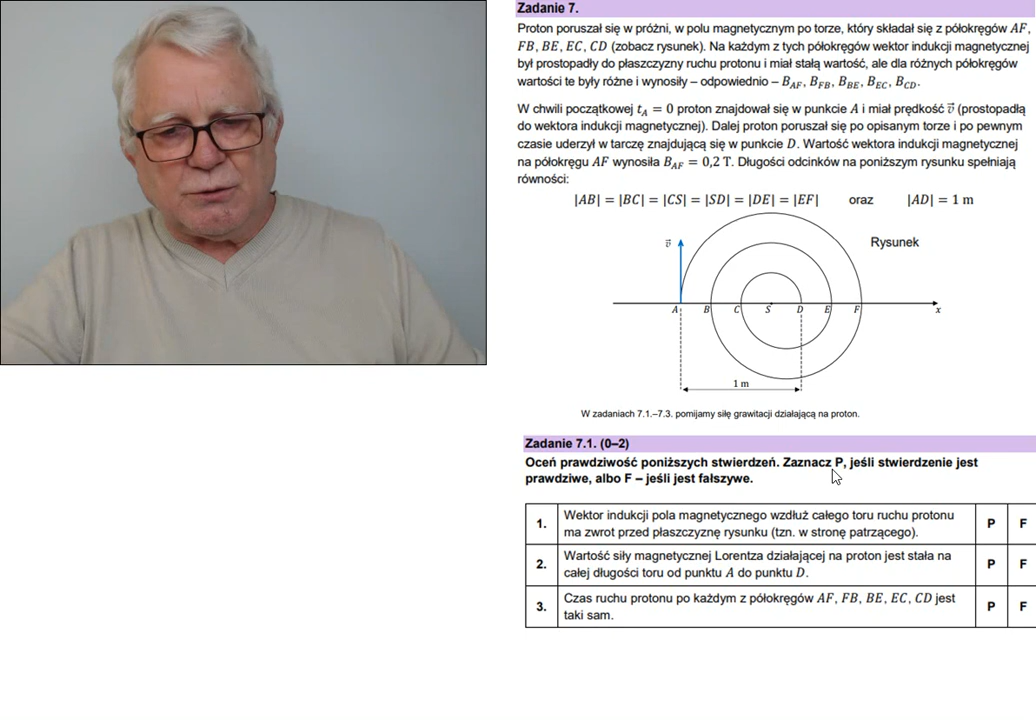 Zadanie 7.
Proton poruszał się w próżni, w polu magnetycznym po torze, który składał się z półokręgów AF,
FB, BE, EC, CD (zobacz rysunek). Na każdym z tych półokręgów wektor indukcji magnetycznej
był prostopadły do płaszczyzny ruchu protonu i miał stałą wartość, ale dla różnych półokręgów
wartości te były różne i wynosiły – odpowiednio – B_AF, B_FB, B_BE, B_EC, B_CD.
W chwili początkowej t_A = 0 proton znajdował się w punkcie A i miał prędkość v⃗ (prostopadłą
do wektora indukcji magnetycznej). Dalej proton poruszał się po opisanym torze i po pewnym
czasie uderzył w tarczę znajdującą się w punkcie D. Wartość wektora indukcji magnetycznej
na półokręgu AF wynosiła B_AF = 0,2 T. Długości odcinków na poniższym rysunku spełniają
równości:
|AB| = |BC| = |CS| = |SD| = |DE| = |EF| oraz |AD| = 1 m
v⃗
Rysunek
A B C S D E F x
1 m
W zadaniach 7.1.–7.3. pomijamy siłę grawitacji działającą na proton.
Zadanie 7.1. (0–2)
Oceń prawdziwość poniższych stwierdzeń. Zaznacz P, jeśli stwierdzenie jest
prawdziwe, albo F – jeśli jest fałszywe.
1. Wektor indukcji pola magnetycznego wzdłuż całego toru ruchu protonu
ma zwrot przed płaszczyznę rysunku (tzn. w stronę patrzącego). P F
2. Wartość siły magnetycznej Lorentza działającej na proton jest stała na
całej długości toru od punktu A do punktu D. P F
3. Czas ruchu protonu po każdym z półokręgów AF, FB, BE, EC, CD jest
taki sam. P F